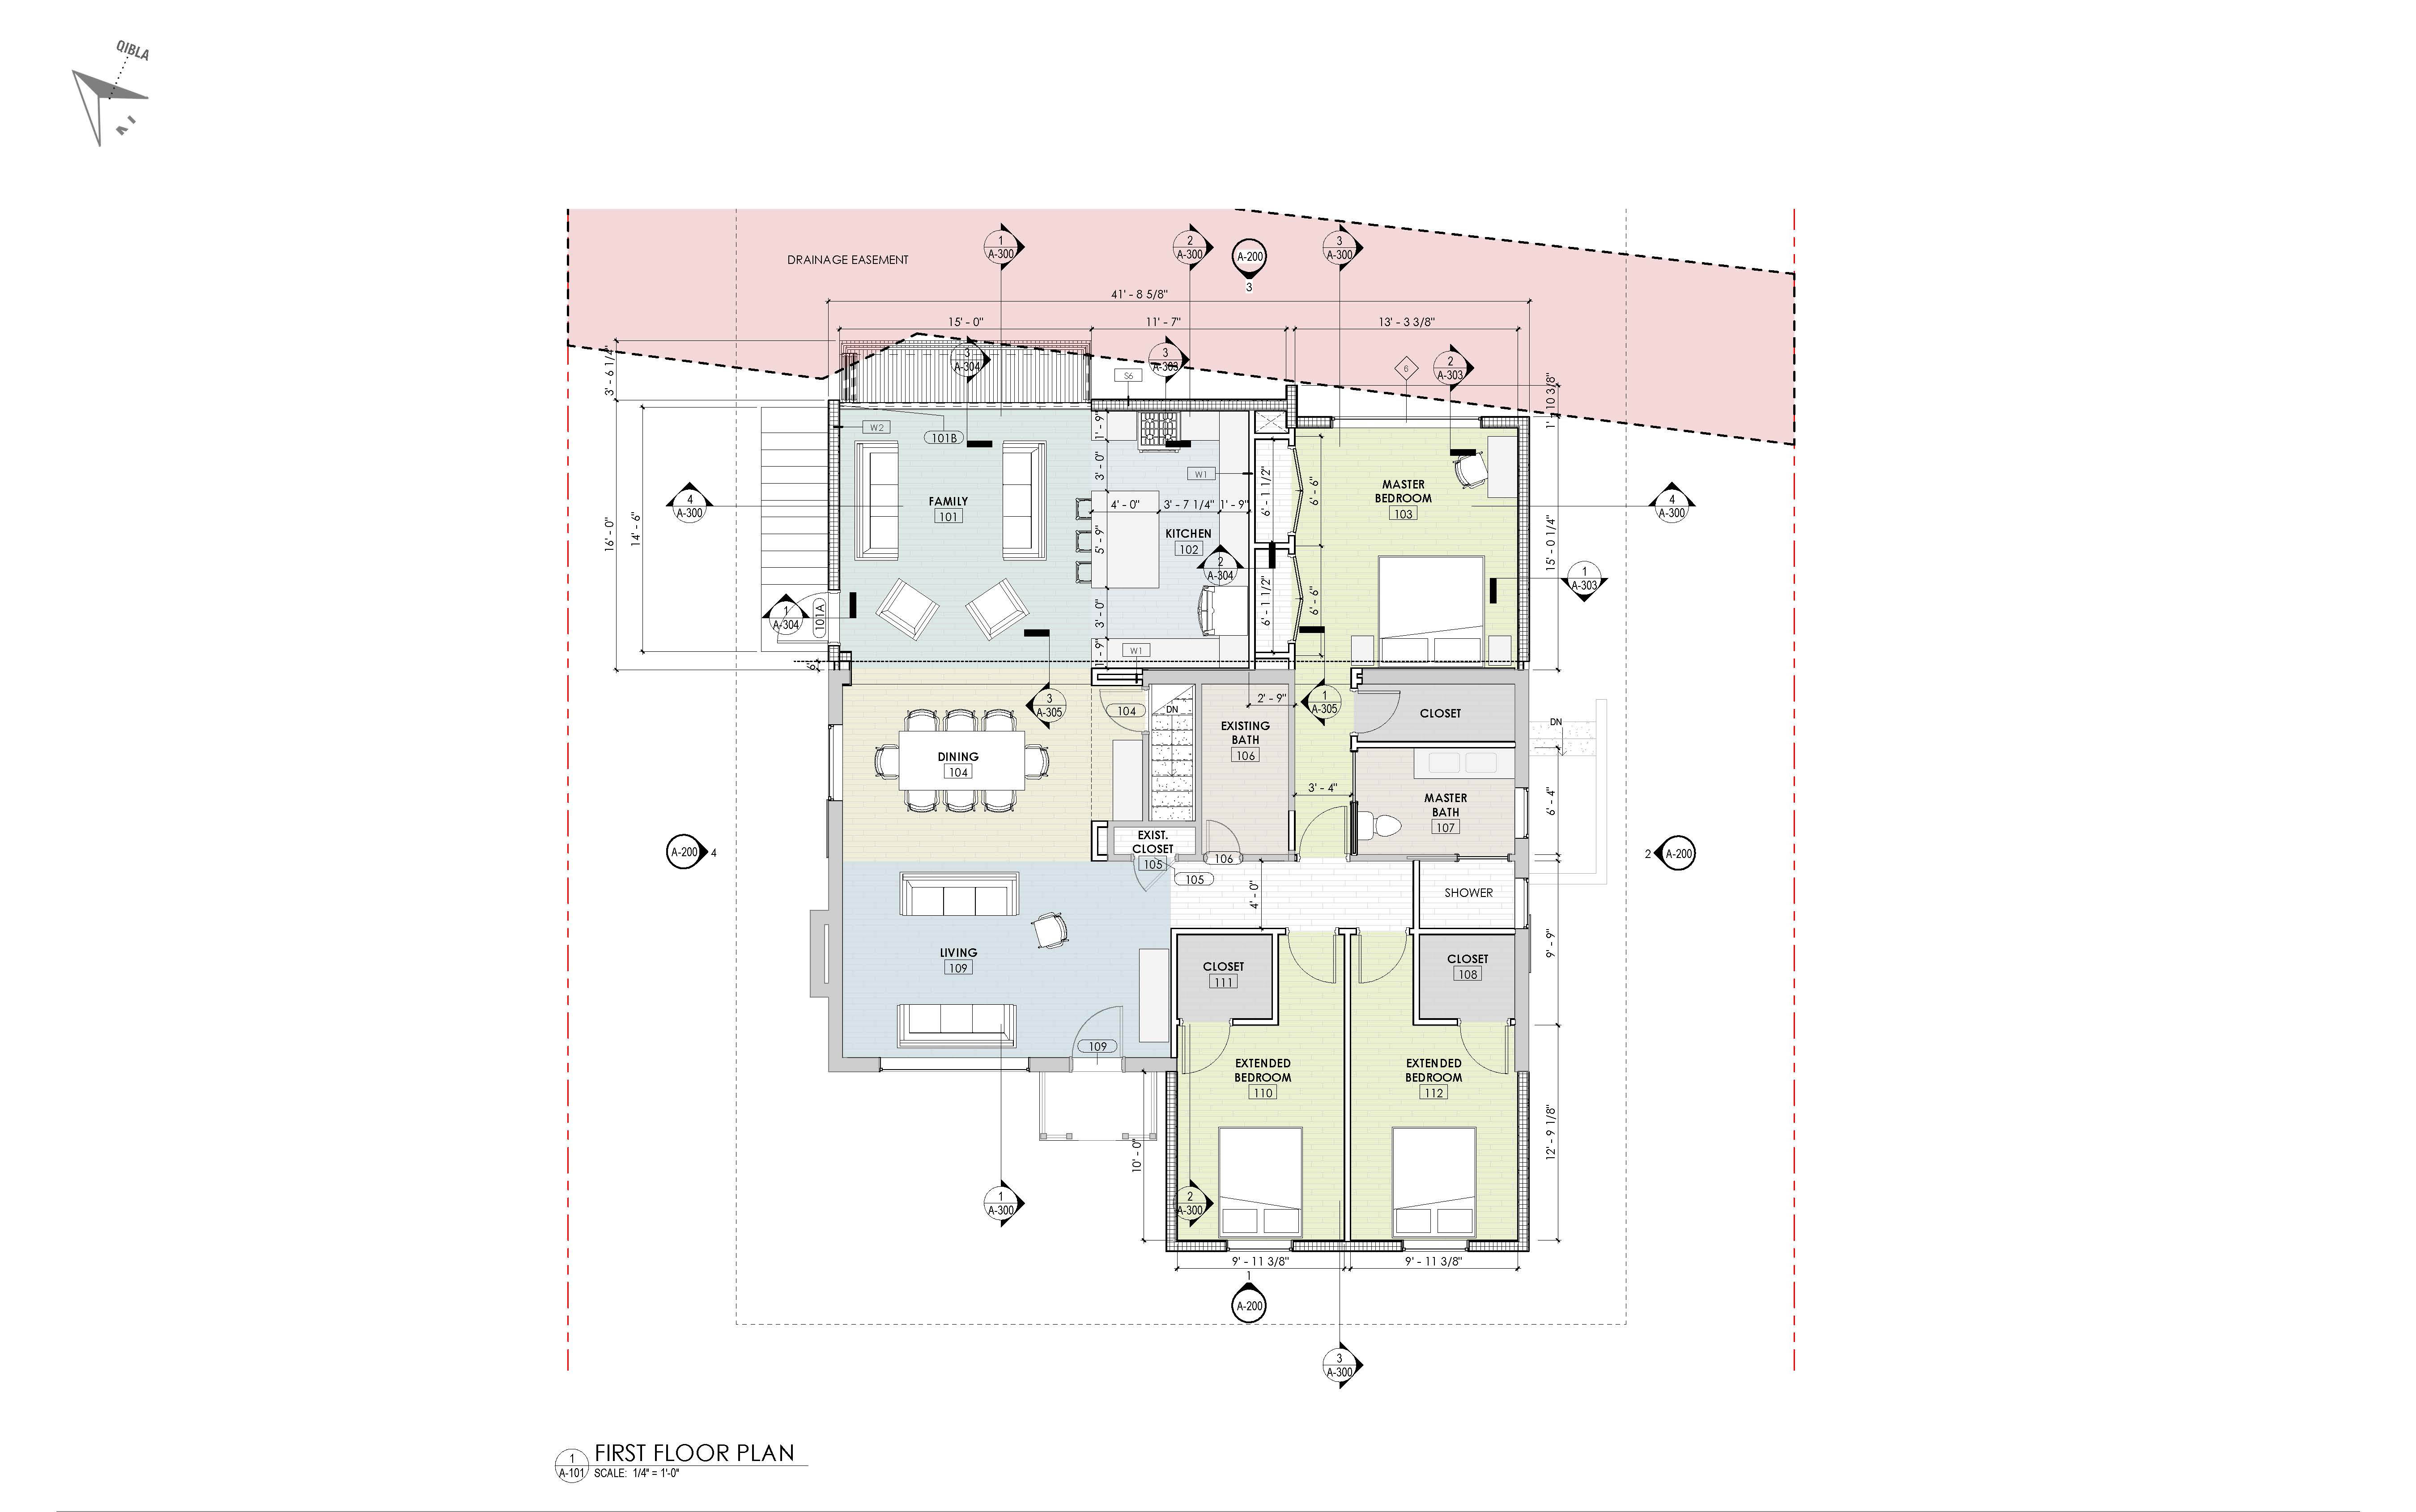 QIBLA
DRAINAGE EASEMENT
1
A-300
2
A-300
A-200
3
3
A-300
41' - 8 5/8"
15' - 0"
11' - 7"
13' - 3 3/8"
3' - 6 1/4"
3
A-304
3
A-303
S6
6
2
A-303
1' - 10 3/8"
W2
101B
1' - 9"
W1
3' - 0"
6' - 1 1/2"
6' - 6"
4
A-300
FAMILY
101
4' - 0"
3' - 7 1/4"
1' - 9"
MASTER
BEDROOM
103
4
A-300
16' - 0"
14' - 6"
5' - 9"
KITCHEN
102
2
A-304
15' - 0 1/4"
1
A-303
1
A-304
101A
3' - 0"
6' - 1 1/2"
6' - 6"
1' - 9"
W1
6"
3
A-305
104
DN
2' - 9"
1
A-305
CLOSET
DN
EXISTING
BATH
106
DINING
104
3' - 4"
MASTER
BATH
107
6' - 4"
EXIST.
CLOSET
105
106
105
A-200
4
2
A-200
4' - 0"
SHOWER
LIVING
109
CLOSET
111
CLOSET
108
9' - 9"
109
EXTENDED
BEDROOM
110
EXTENDED
BEDROOM
112
10' - 0"
12' - 9 1/8"
1
A-300
2
A-300
9' - 11 3/8"
9' - 11 3/8"
1
A-200
3
A-300
1
A-101
FIRST FLOOR PLAN
SCALE: 1/4" = 1'-0"